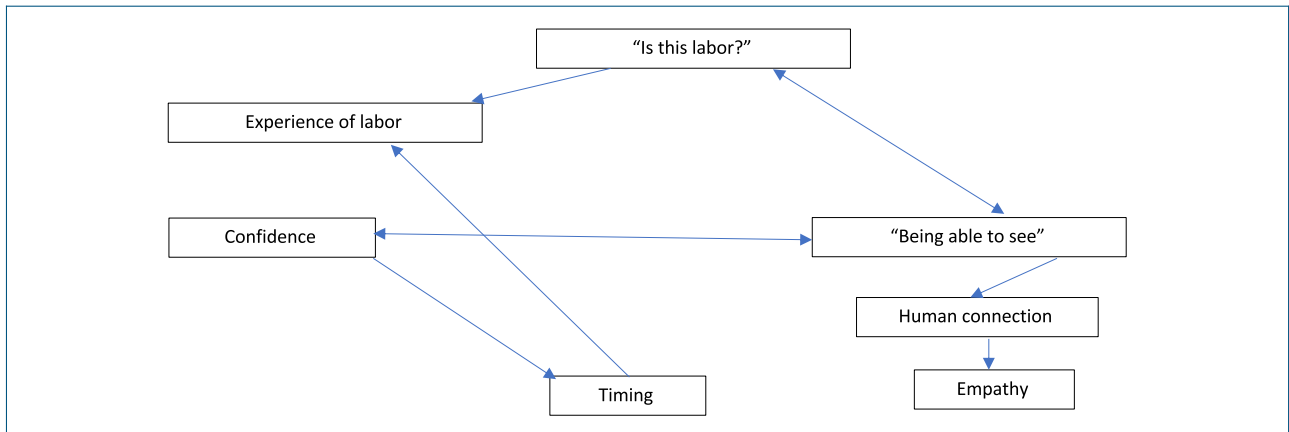 “Is this labor?”
Experience of labor
Confidence
“Being able to see”
Human connection
Timing
Empathy